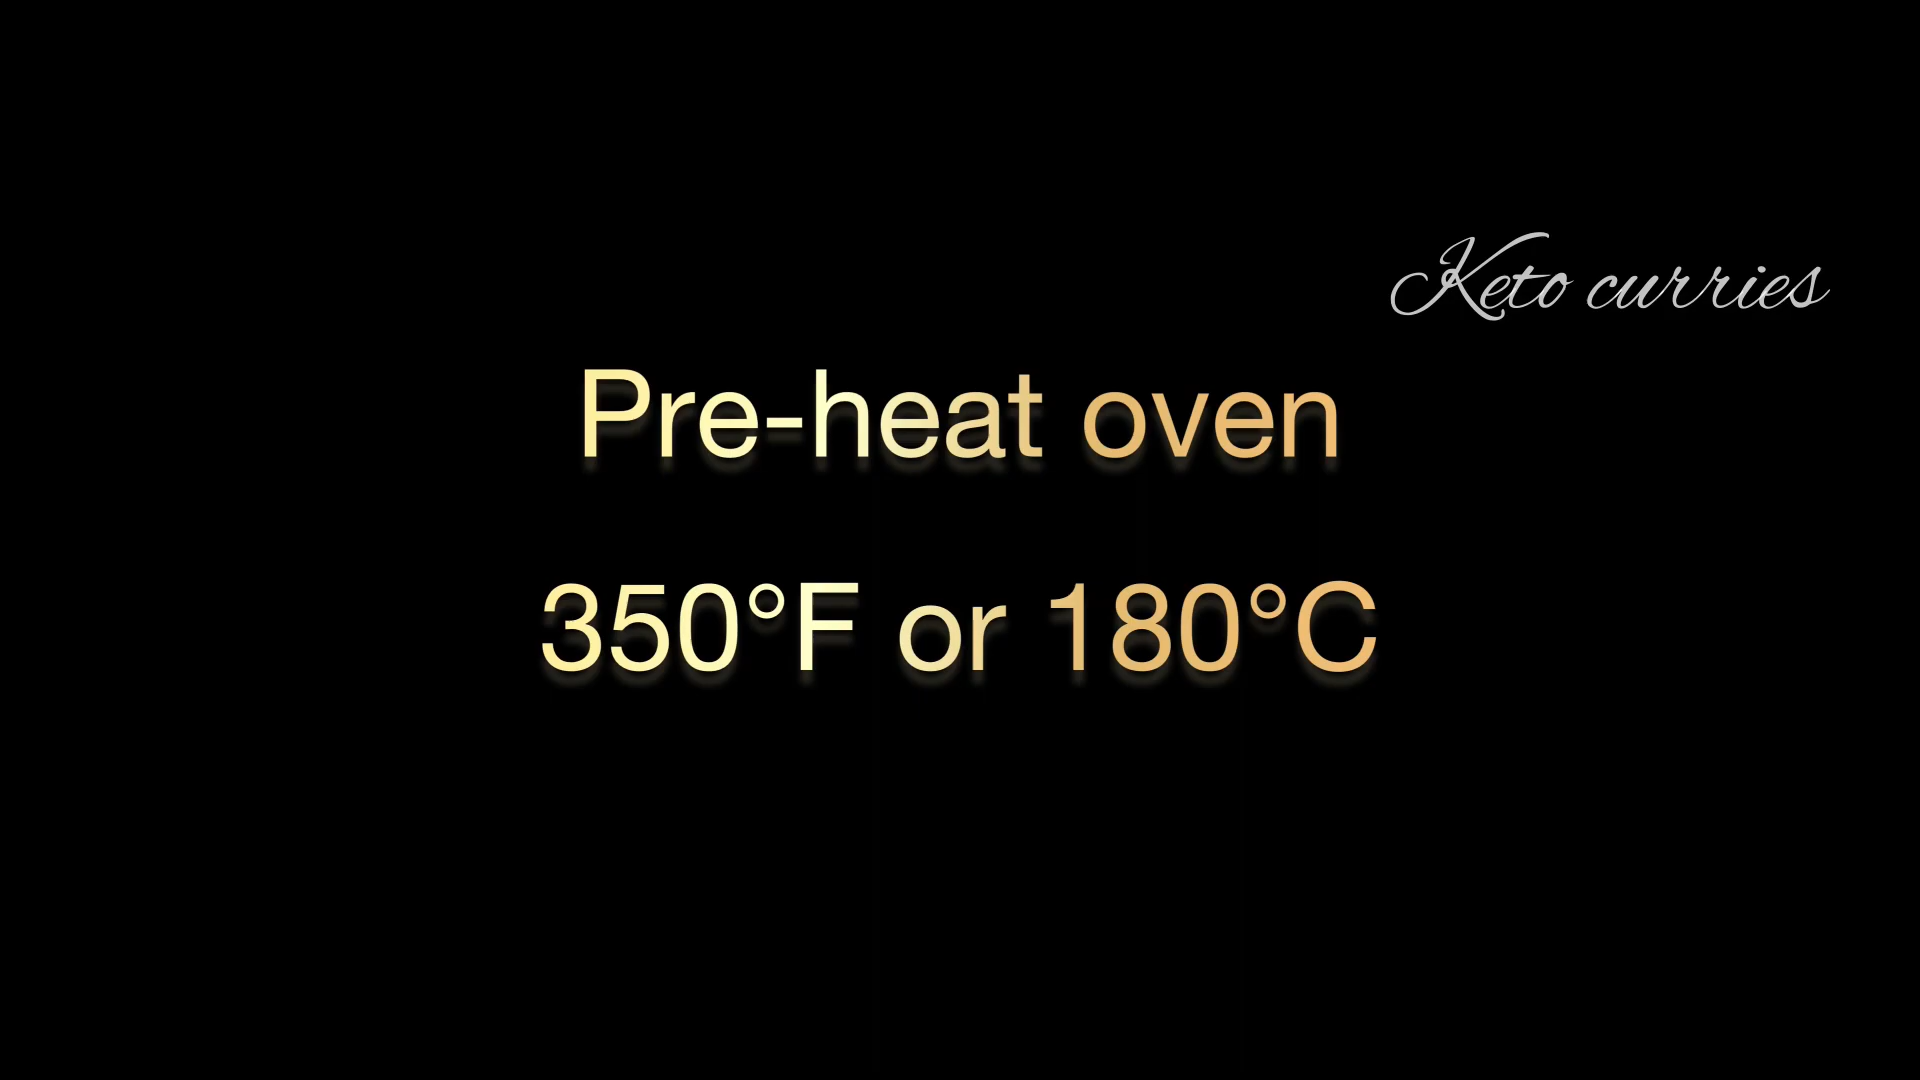 Keto curries
Pre-heat oven
350°F or 180°C